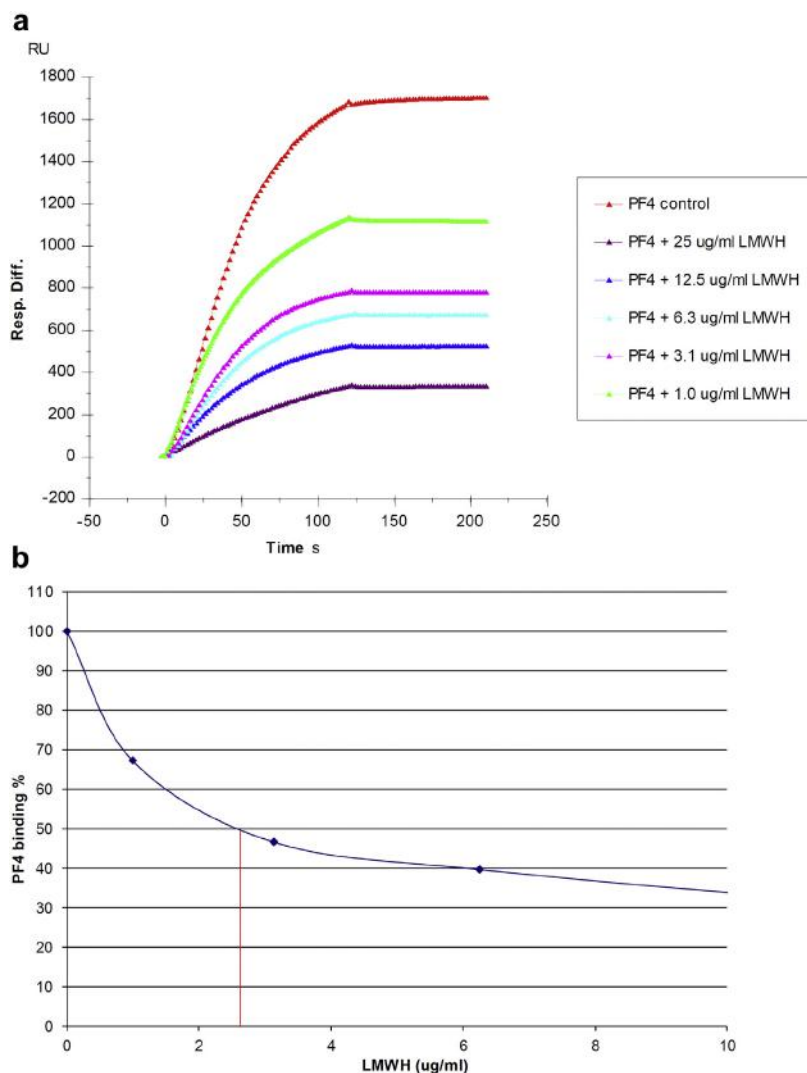 a
RU
1800
1600
1400
1200
1000
800
600
400
200
0
-200
Resp. Diff.
-50 0 50 100 150 200 250
Time s
PF4 control
PF4 + 25 ug/ml LMWH
PF4 + 12.5 ug/ml LMWH
PF4 + 6.3 ug/ml LMWH
PF4 + 3.1 ug/ml LMWH
PF4 + 1.0 ug/ml LMWH
b
110
100
90
80
70
60
50
40
30
20
10
0
PF4 binding %
0 2 4 6 8 10
LMWH (ug/ml)